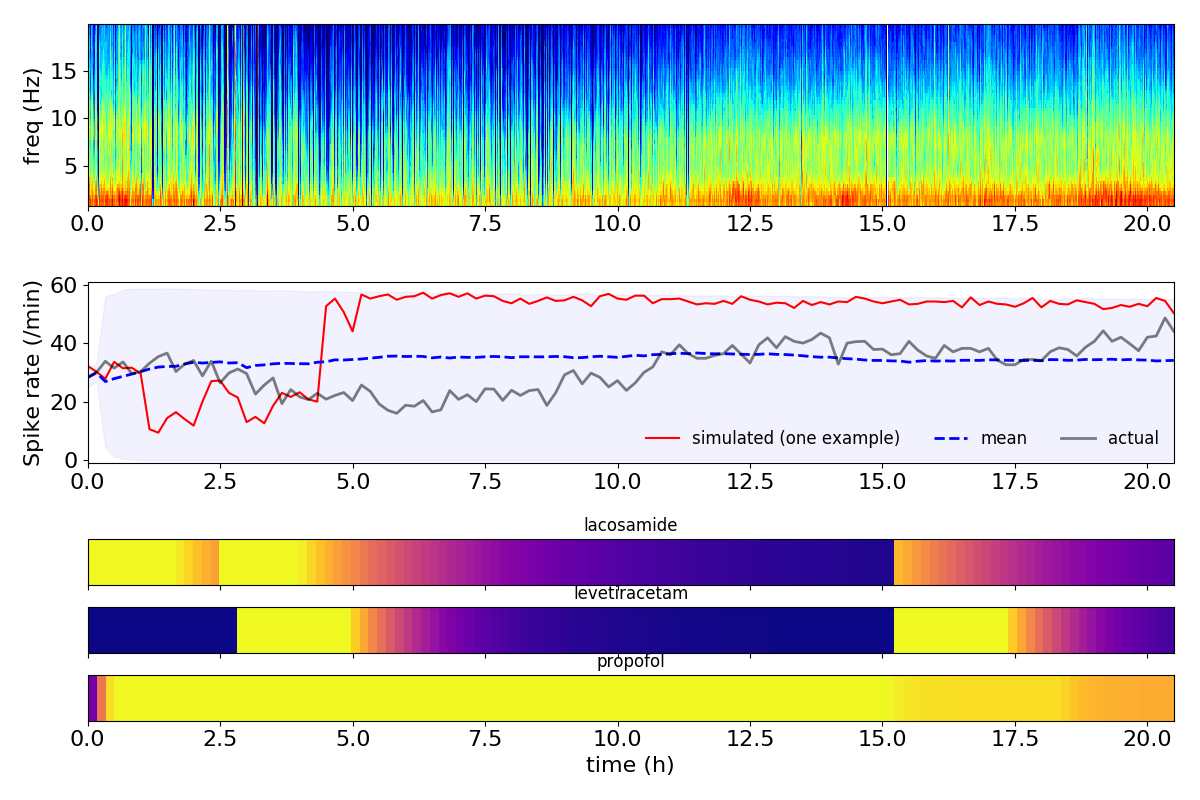 freq (Hz)
15
10
5
0.0 2.5 5.0 7.5 10.0 12.5 15.0 17.5 20.0
Spike rate (/min)
60
40
20
0
simulated (one example) mean actual
0.0 2.5 5.0 7.5 10.0 12.5 15.0 17.5 20.0
lacosamide
levetiracetam
propofol
0.0 2.5 5.0 7.5 10.0 12.5 15.0 17.5 20.0
time (h)